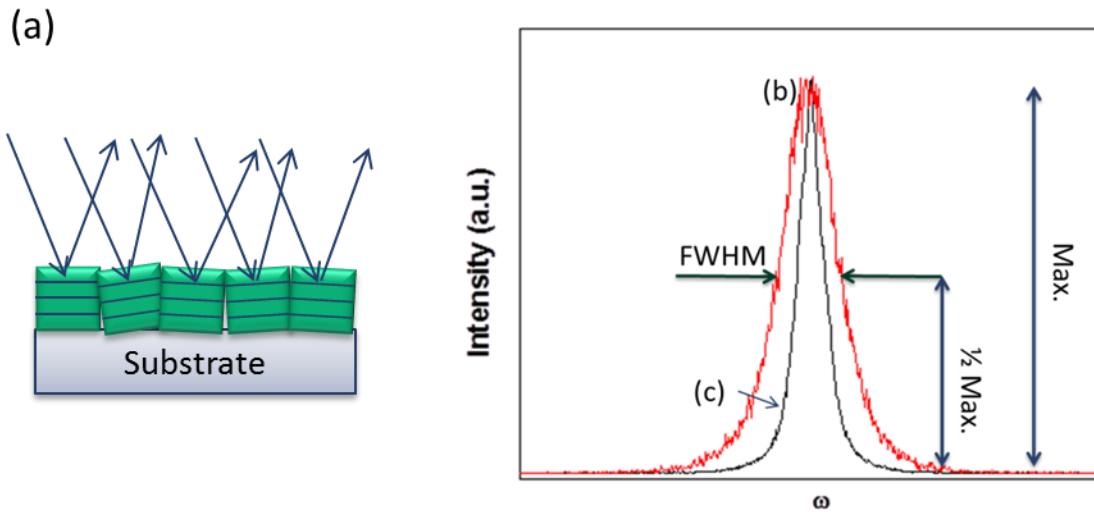 (a)
Substrate
(b)
FWHM
(c)
Max.
½ Max.
Intensity (a.u.)
ω